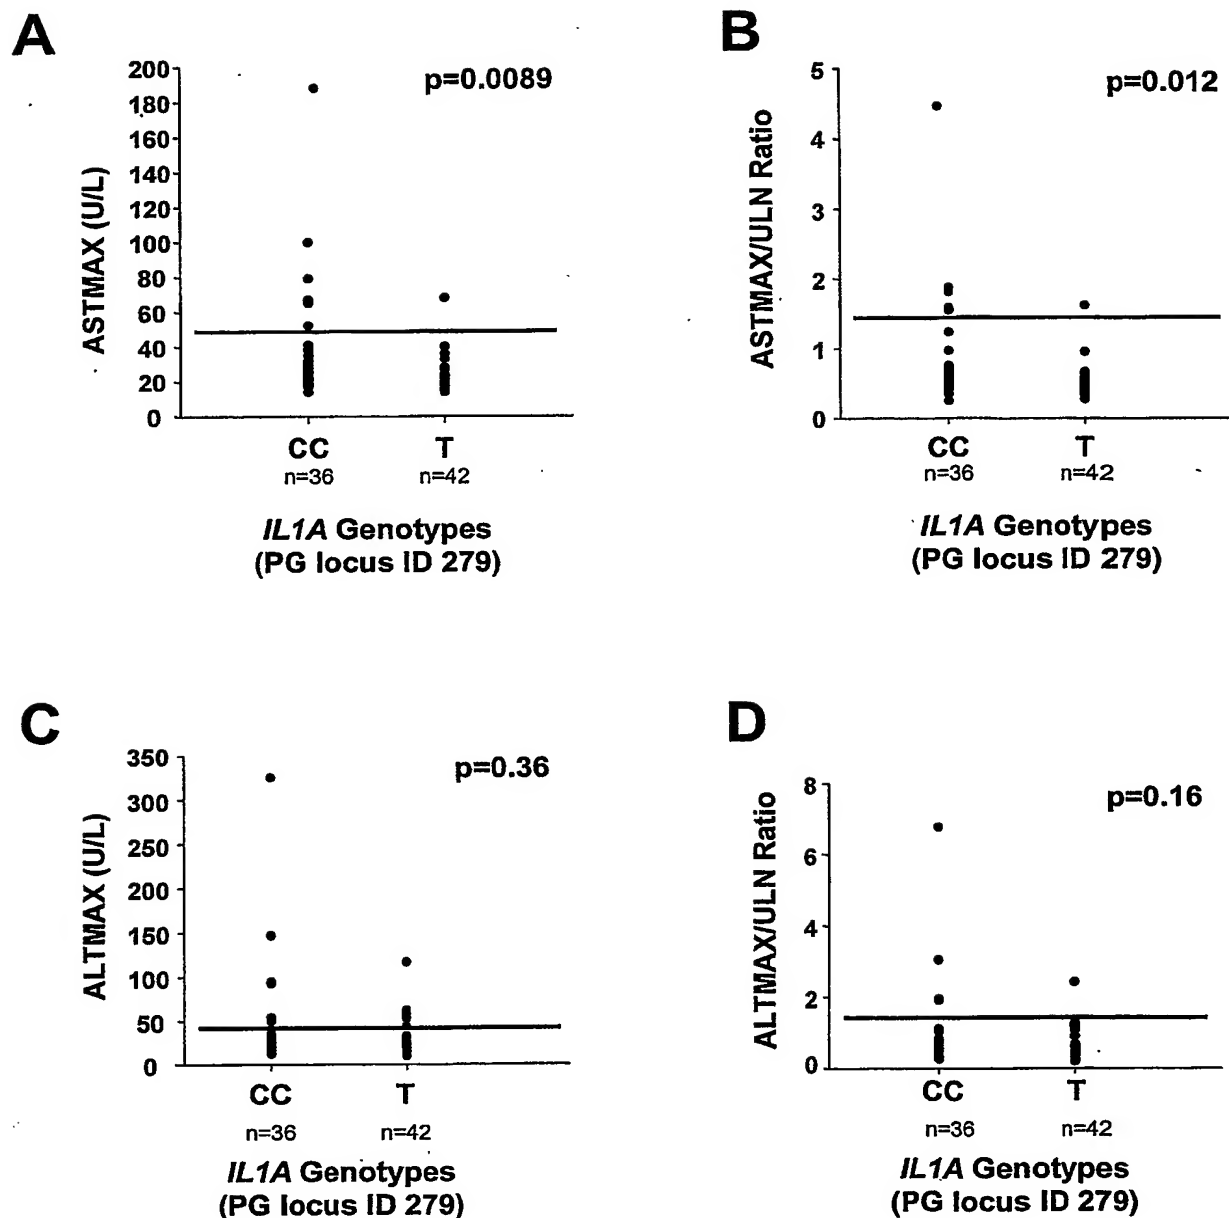 A
ASTMAX (U/L)
200
180
160
140
120
100
80
60
40
20
0
p=0.0089
CC
T
n=36
n=42
IL1A Genotypes
(PG locus ID 279)
B
ASTMAX/ULN Ratio
5
4
3
2
1
0
p=0.012
CC
T
n=36
n=42
IL1A Genotypes
(PG locus ID 279)
C
ALTMAX (U/L)
350
300
250
200
150
100
50
0
p=0.36
CC
T
n=36
n=42
IL1A Genotypes
(PG locus ID 279)
D
ALTMAX/ULN Ratio
8
6
4
2
0
p=0.16
CC
T
n=36
n=42
IL1A Genotypes
(PG locus ID 279)